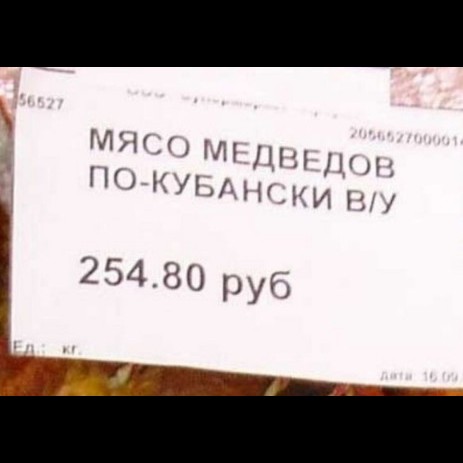 56527
2056527000014
МЯСО МЕДВЕДОВ
ПО-КУБАНСКИ В/У
254.80 руб
Ед.: кг.
дата 16.09